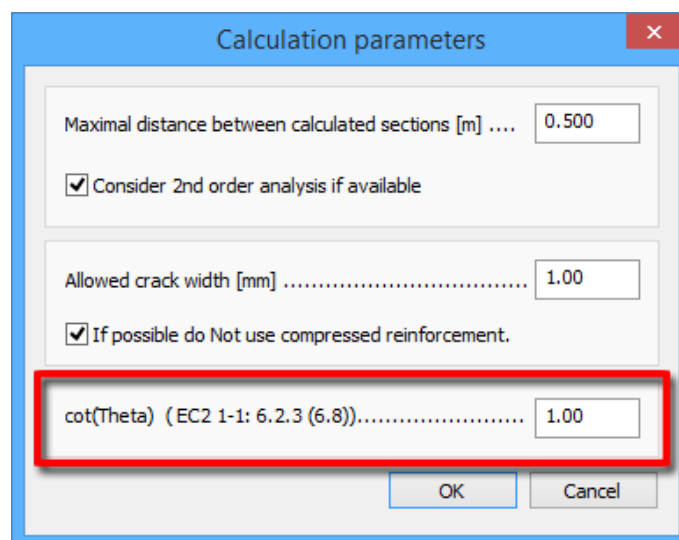 Calculation parameters
Maximal distance between calculated sections [m] .... 0.500
Consider 2nd order analysis if available
Allowed crack width [mm] .................................. 1.00
If possible do Not use compressed reinforcement.
cot(Theta) (EC2 1-1: 6.2.3 (6.8))........................ 1.00
OK Cancel